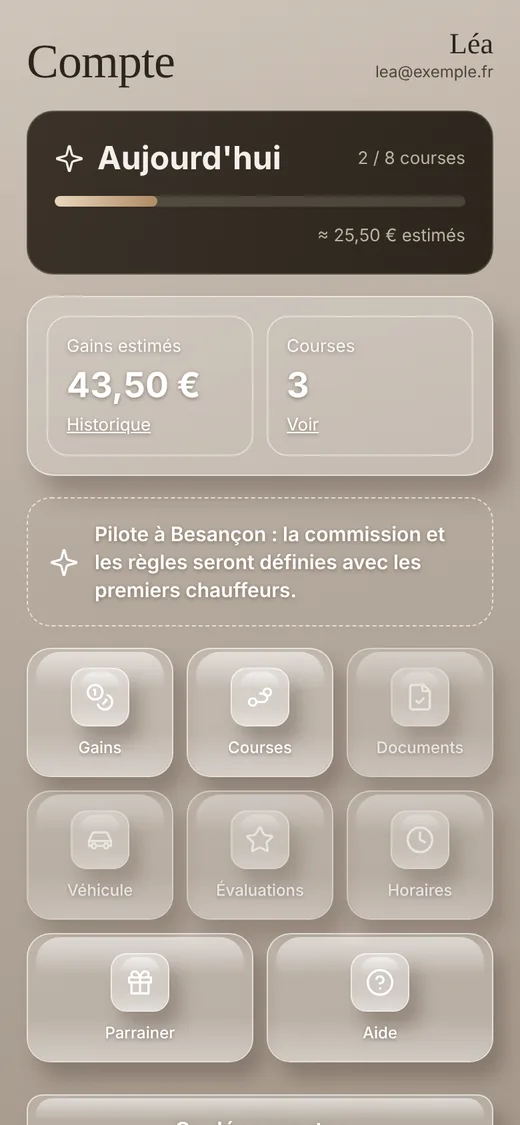 Compte
Léa
lea@exemple.fr
Aujourd'hui
2 / 8 courses
≈ 25,50 € estimés
Gains estimés
43,50 €
Historique
Courses
3
Voir
Pilote à Besançon : la commission et
les règles seront définies avec les
premiers chauffeurs.
Gains
Courses
Documents
Véhicule
Évaluations
Horaires
Parrainer
Aide